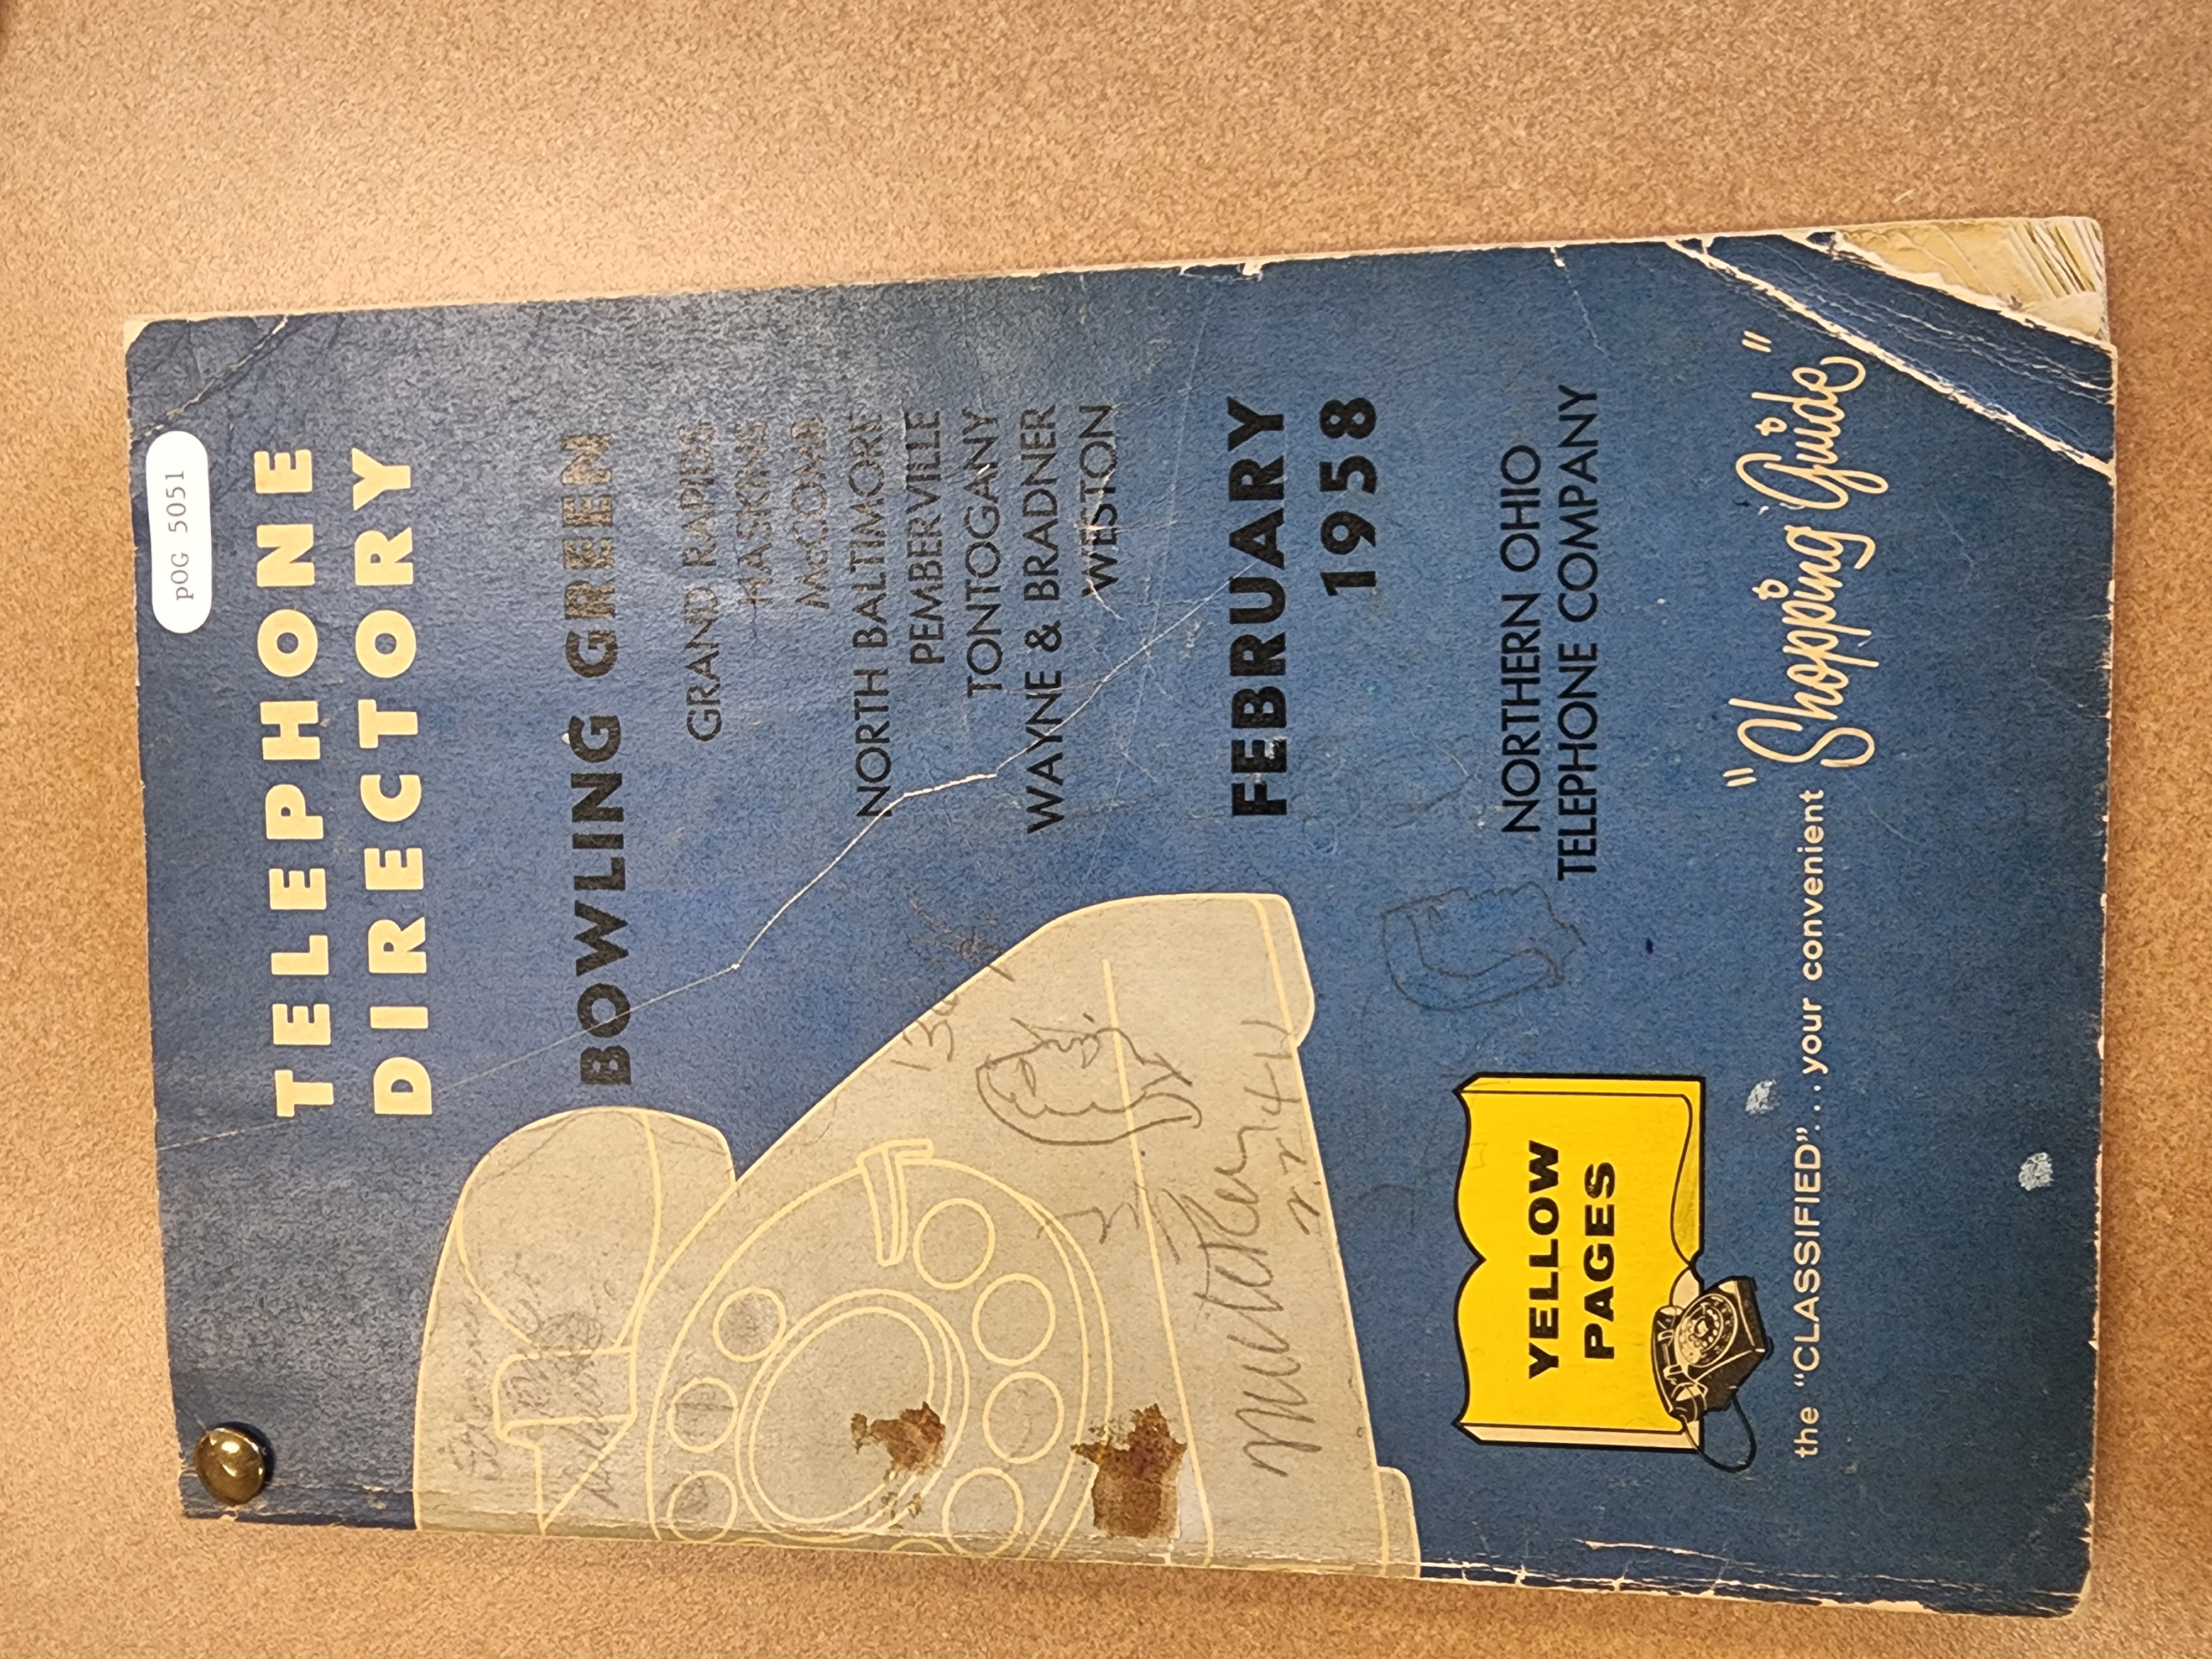 pOG 5051
TELEPHONE
DIRECTORY
BOWLING GREEN
GRAND RAPIDS
HASKINS
McCOMB
NORTH BALTIMORE
PEMBERVILLE
TONTOGANY
WAYNE & BRADNER
WESTON
FEBRUARY
1958
NORTHERN OHIO
TELEPHONE COMPANY
YELLOW
PAGES
the "CLASSIFIED"... your convenient "Shopping Guide"